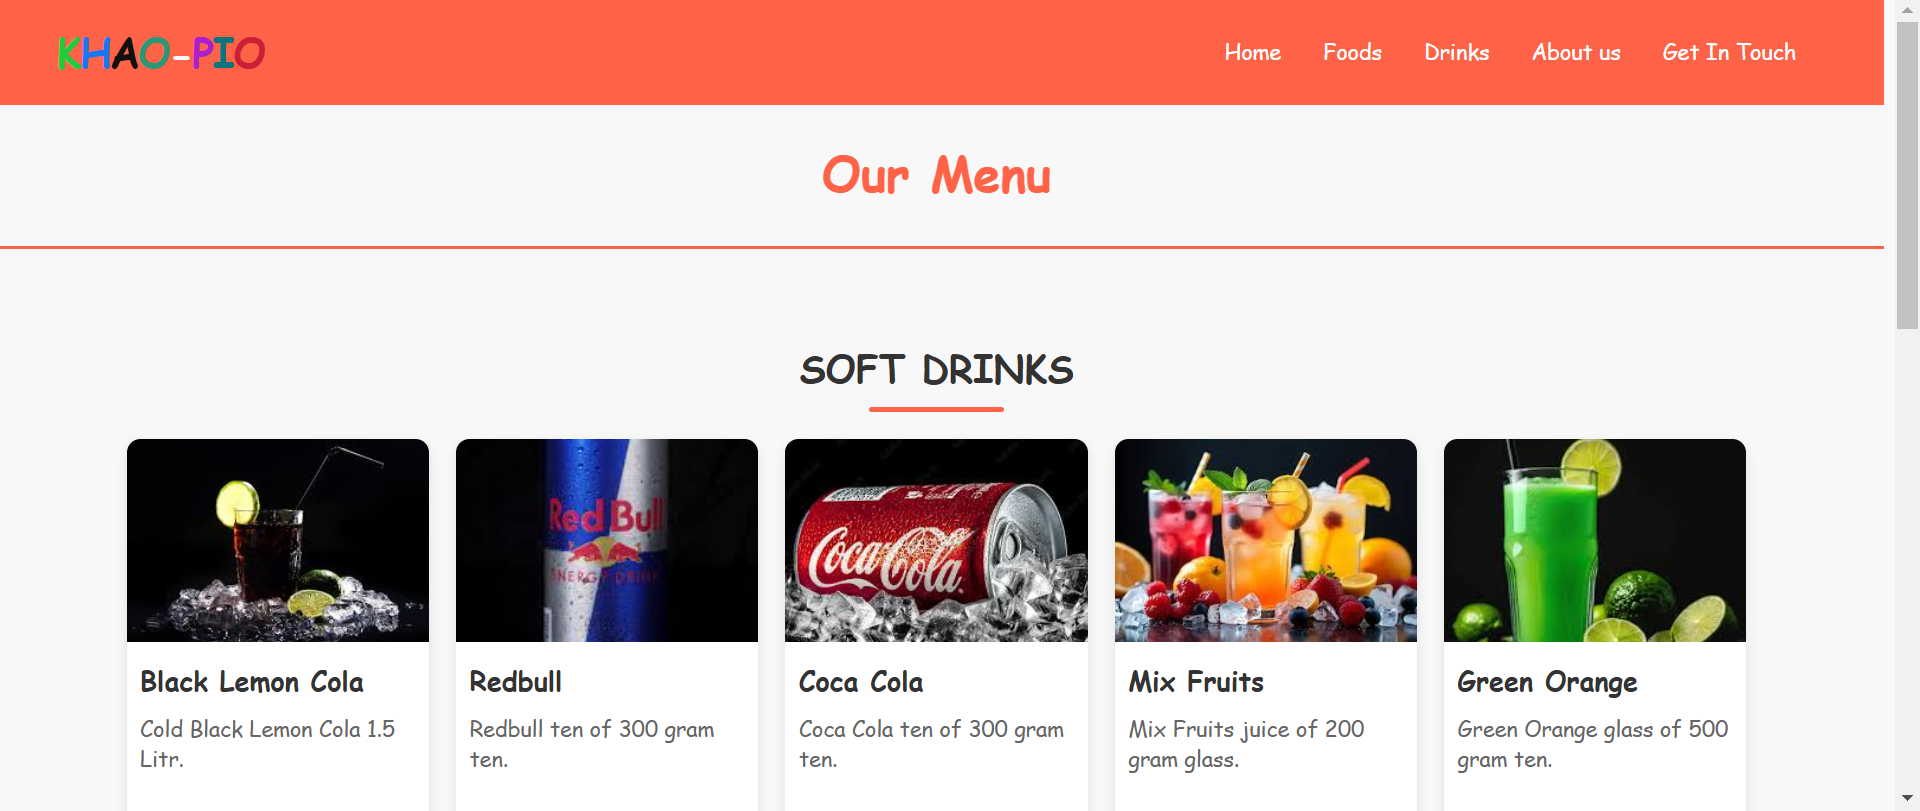 KHAO-PIO
Home Foods Drinks About us Get In Touch
Our Menu
SOFT DRINKS
RedBull
ENERGY DRINK
Coca Cola
Black Lemon Cola
Cold Black Lemon Cola 1.5
Litr.
Redbull
Redbull ten of 300 gram
ten.
Coca Cola
Coca Cola ten of 300 gram
ten.
Mix Fruits
Mix Fruits juice of 200
gram glass.
Green Orange
Green Orange glass of 500
gram ten.